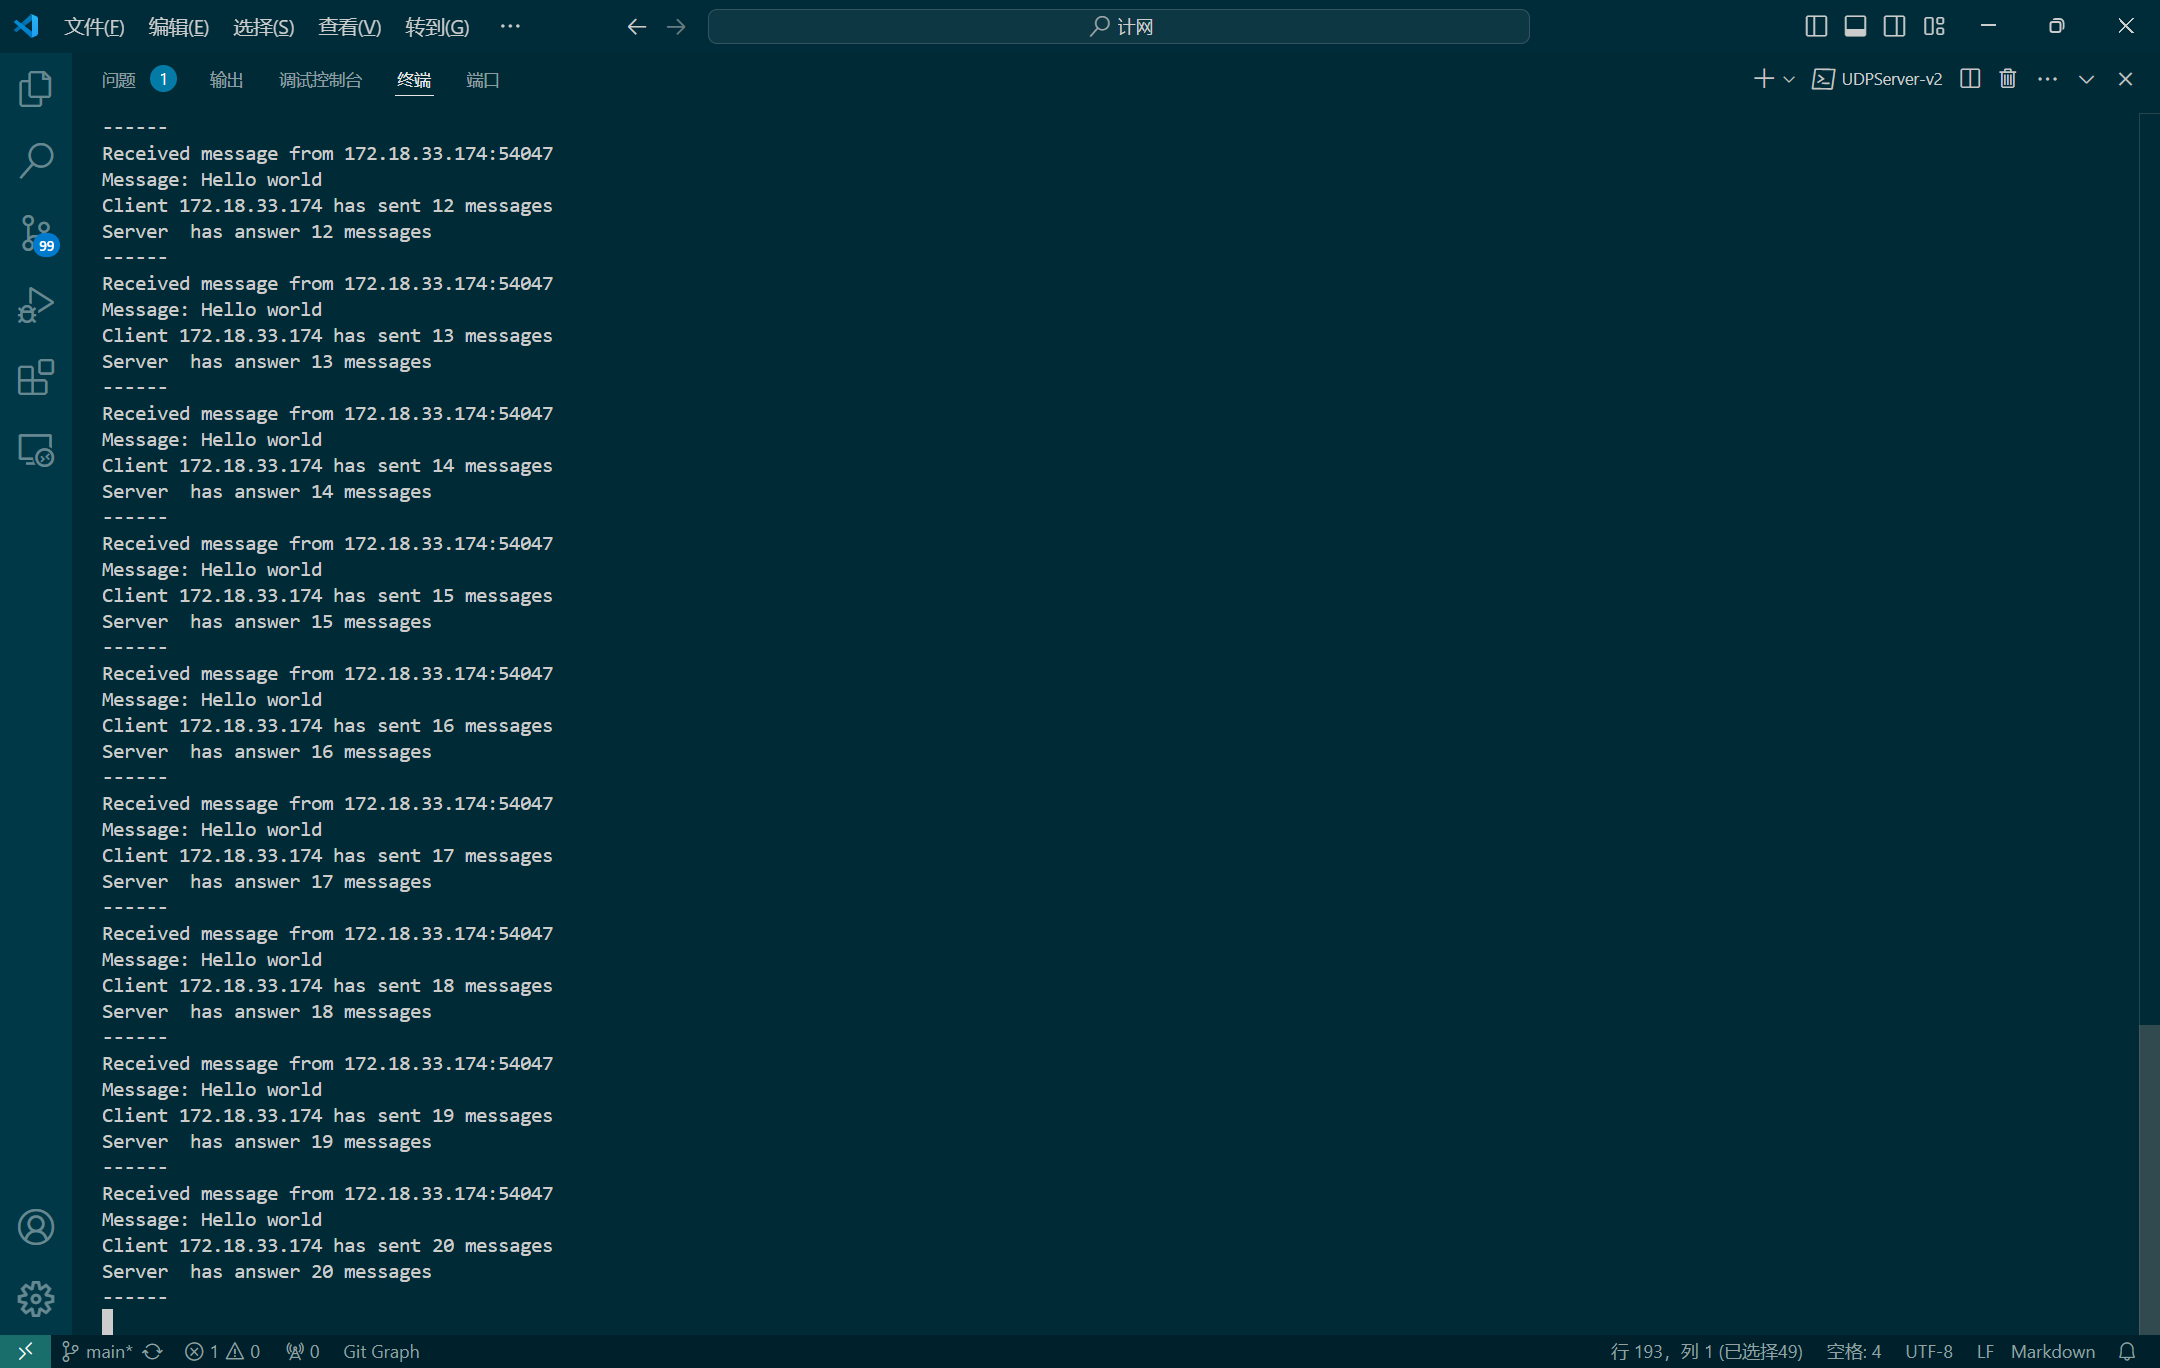 文件(F) 编辑(E) 选择(S) 查看(V) 转到(G) ··· 计网
问题 1 输出 调试控制台 终端 端口 UDPServer-v2
------
Received message from 172.18.33.174:54047
Message: Hello world
Client 172.18.33.174 has sent 12 messages
Server  has answer 12 messages
------
Received message from 172.18.33.174:54047
Message: Hello world
Client 172.18.33.174 has sent 13 messages
Server  has answer 13 messages
------
Received message from 172.18.33.174:54047
Message: Hello world
Client 172.18.33.174 has sent 14 messages
Server  has answer 14 messages
------
Received message from 172.18.33.174:54047
Message: Hello world
Client 172.18.33.174 has sent 15 messages
Server  has answer 15 messages
------
Received message from 172.18.33.174:54047
Message: Hello world
Client 172.18.33.174 has sent 16 messages
Server  has answer 16 messages
------
Received message from 172.18.33.174:54047
Message: Hello world
Client 172.18.33.174 has sent 17 messages
Server  has answer 17 messages
------
Received message from 172.18.33.174:54047
Message: Hello world
Client 172.18.33.174 has sent 18 messages
Server  has answer 18 messages
------
Received message from 172.18.33.174:54047
Message: Hello world
Client 172.18.33.174 has sent 19 messages
Server  has answer 19 messages
------
Received message from 172.18.33.174:54047
Message: Hello world
Client 172.18.33.174 has sent 20 messages
Server  has answer 20 messages
------
99
main* 1 0 0 Git Graph 行 193，列 1 (已选择49) 空格: 4 UTF-8 LF Markdown